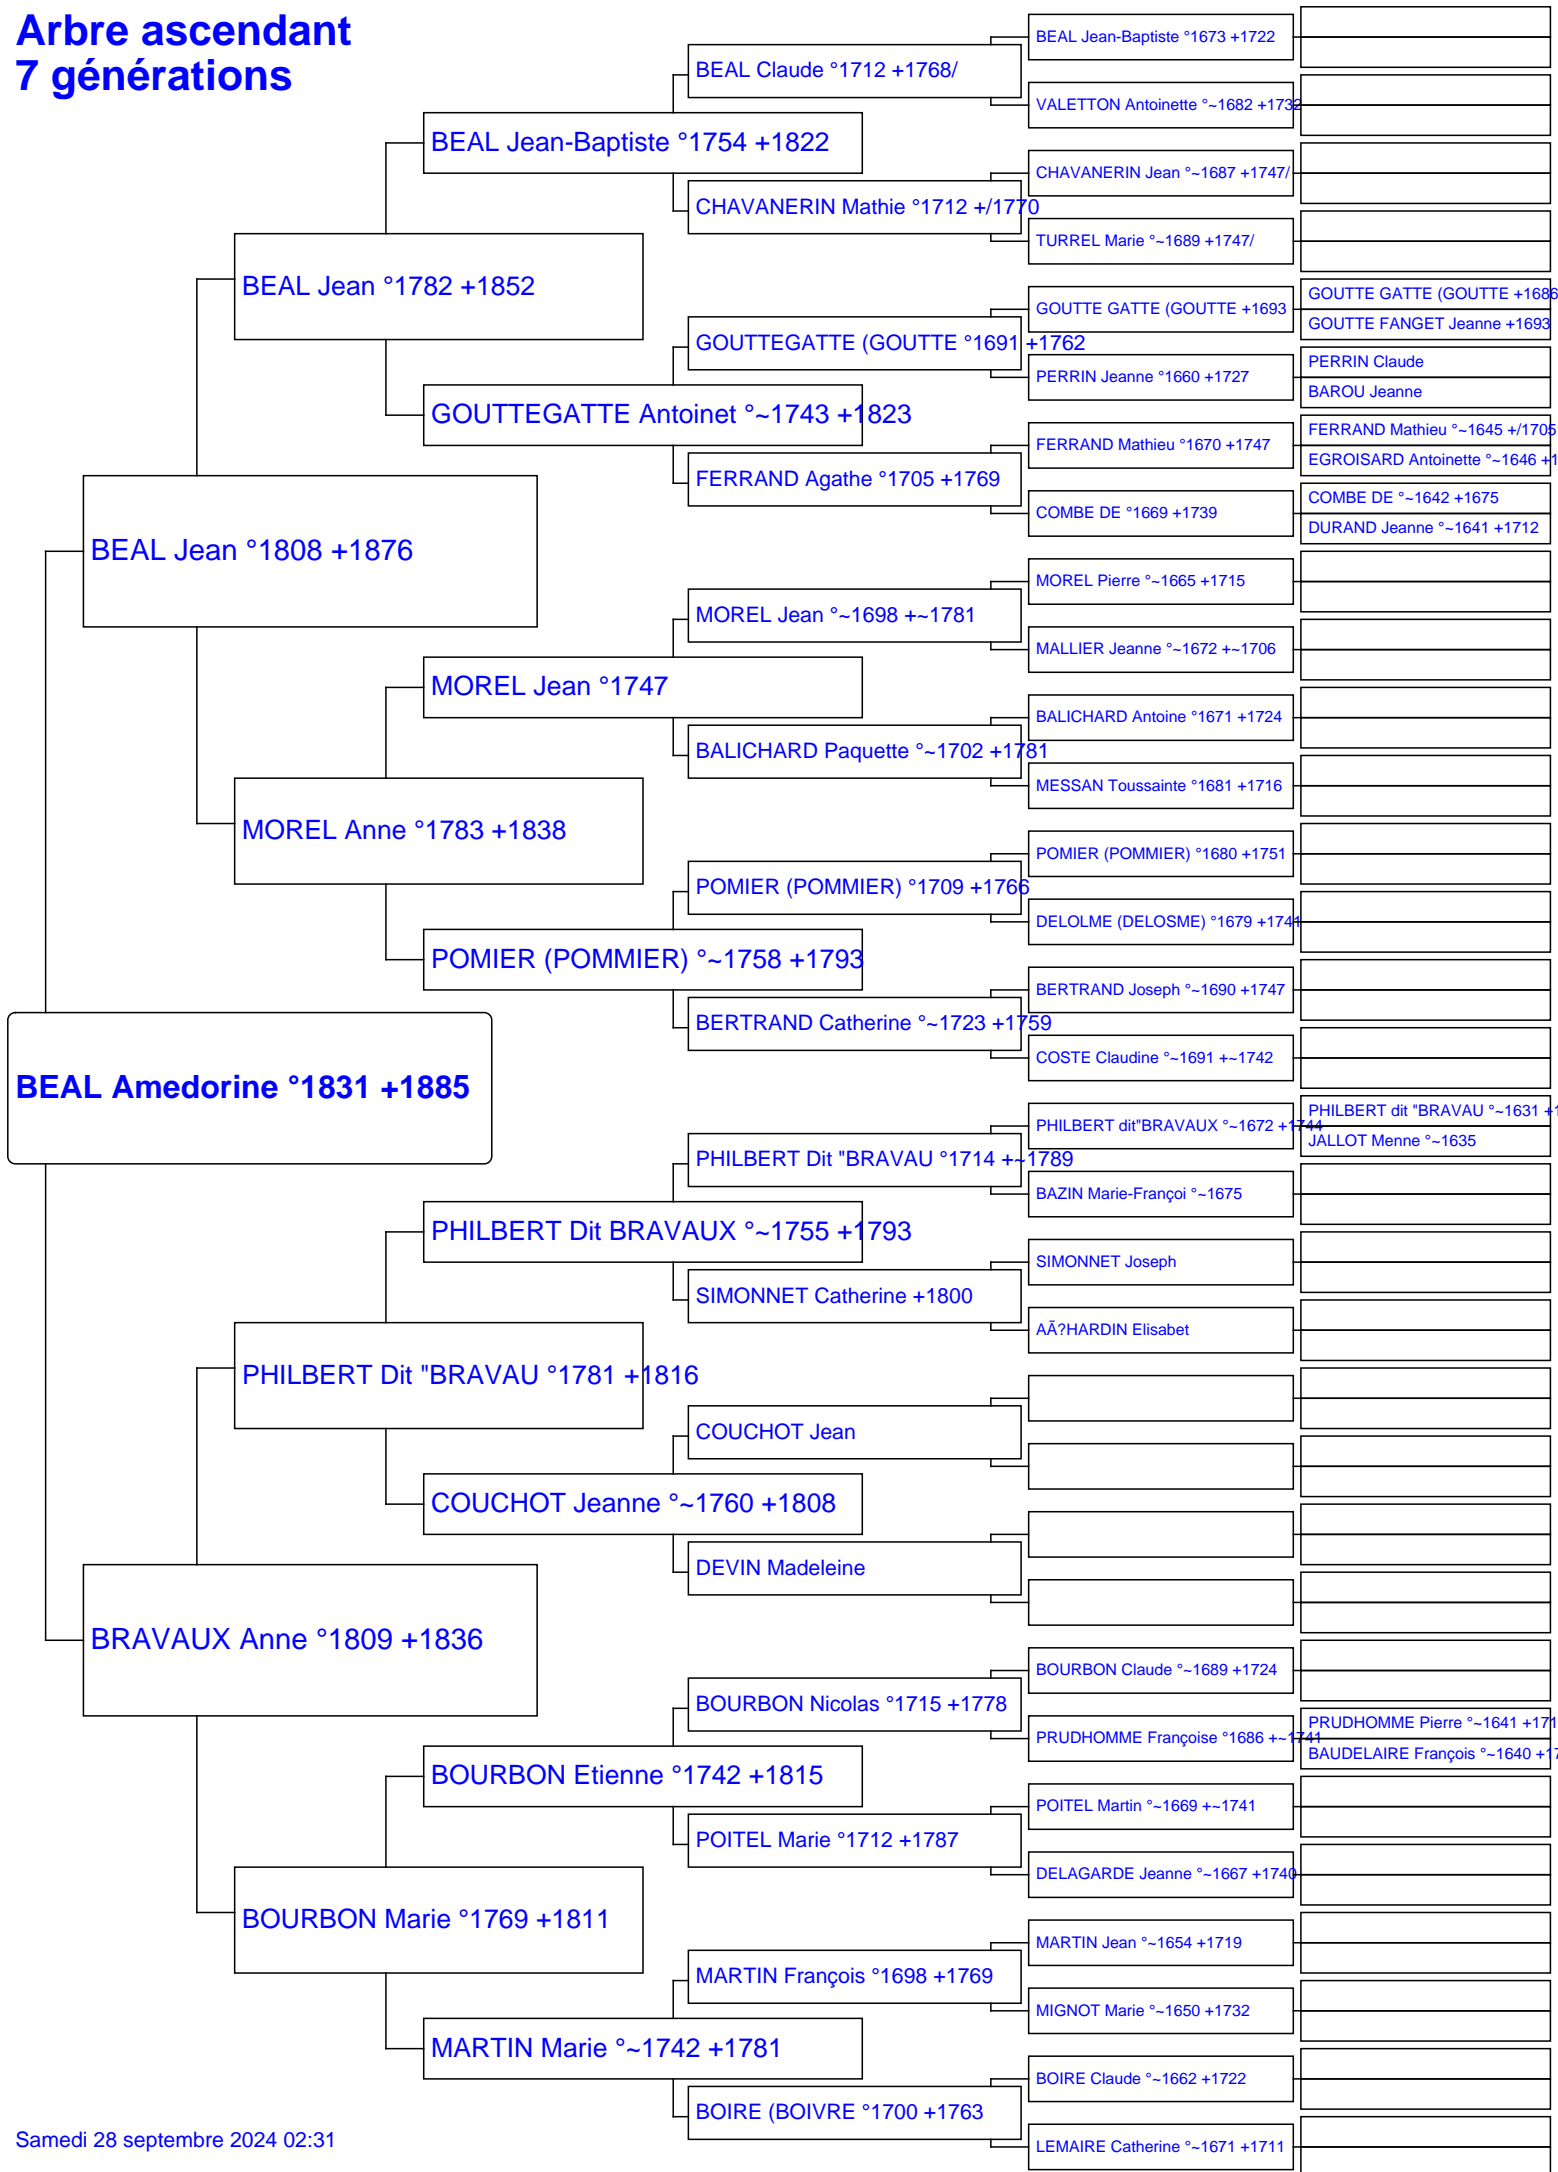 Arbre ascendant
7 générations
BEAL Amedorine °1831 +1885
BEAL Jean °1808 +1876
BRAVAUX Anne °1809 +1836
BEAL Jean °1782 +1852
MOREL Anne °1783 +1838
PHILBERT Dit "BRAVAU °1781 +1816
BOURBON Marie °1769 +1811
BEAL Jean-Baptiste °1754 +1822
GOUTTEGATTE Antoinet °~1743 +1823
MOREL Jean °1747
POMIER (POMMIER) °~1758 +1793
PHILBERT Dit BRAVAUX °~1755 +1793
COUCHOT Jeanne °~1760 +1808
BOURBON Etienne °1742 +1815
MARTIN Marie °~1742 +1781
BEAL Claude °1712 +1768/
CHAVANERIN Mathie °1712 +/1770
GOUTTEGATTE (GOUTTE °1691 +1762
FERRAND Agathe °1705 +1769
MOREL Jean °~1698 +~1781
BALICHARD Paquette °~1702 +1781
POMIER (POMMIER) °1709 +1766
BERTRAND Catherine °~1723 +1759
PHILBERT Dit "BRAVAU °1714 +~1789
SIMONNET Catherine +1800
COUCHOT Jean
DEVIN Madeleine
BOURBON Nicolas °1715 +1778
POITEL Marie °1712 +1787
MARTIN François °1698 +1769
BOIRE (BOIVRE °1700 +1763
BEAL Jean-Baptiste °1673 +1722
VALETTON Antoinette °~1682 +1732
CHAVANERIN Jean °~1687 +1747/
TURREL Marie °~1689 +1747/
GOUTTE GATTE (GOUTTE +1693
PERRIN Jeanne °1660 +1727
FERRAND Mathieu °1670 +1747
COMBE DE °1669 +1739
MOREL Pierre °~1665 +1715
MALLIER Jeanne °~1672 +~1706
BALICHARD Antoine °1671 +1724
MESSAN Toussainte °1681 +1716
POMIER (POMMIER) °1680 +1751
DELOLME (DELOSME) °1679 +1741
BERTRAND Joseph °~1690 +1747
COSTE Claudine °~1691 +~1742
PHILBERT dit"BRAVAUX °~1672 +1744
BAZIN Marie-Françoi °~1675
SIMONNET Joseph
AÃ?HARDIN Elisabet
BOURBON Claude °~1689 +1724
PRUDHOMME Françoise °1686 +~1741
POITEL Martin °~1669 +~1741
DELAGARDE Jeanne °~1667 +1740
MARTIN Jean °~1654 +1719
MIGNOT Marie °~1650 +1732
BOIRE Claude °~1662 +1722
LEMAIRE Catherine °~1671 +1711
GOUTTE GATTE (GOUTTE +1686
GOUTTE FANGET Jeanne +1693
PERRIN Claude
BAROU Jeanne
FERRAND Mathieu °~1645 +/1705
EGROISARD Antoinette °~1646 +1
COMBE DE °~1642 +1675
DURAND Jeanne °~1641 +1712
PHILBERT dit "BRAVAU °~1631 +1
JALLOT Menne °~1635
PRUDHOMME Pierre °~1641 +171
BAUDELAIRE François °~1640 +17
Samedi 28 septembre 2024 02:31